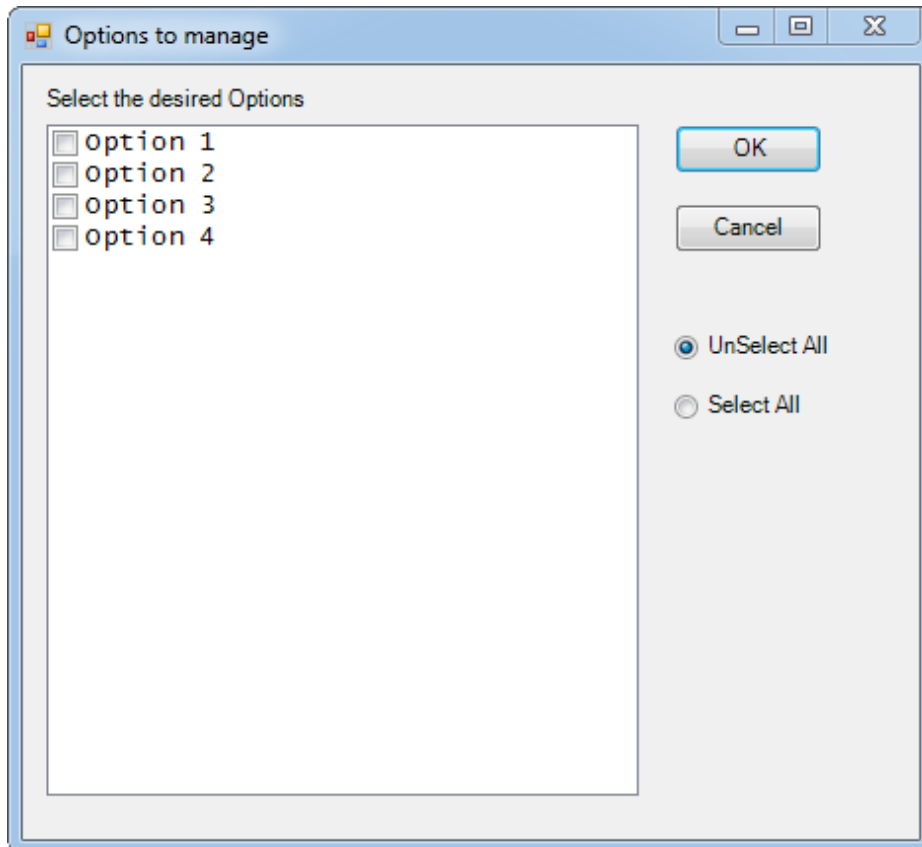 Options to manage
Select the desired Options
Option 1
Option 2
Option 3
Option 4
OK
Cancel
UnSelect All
Select All